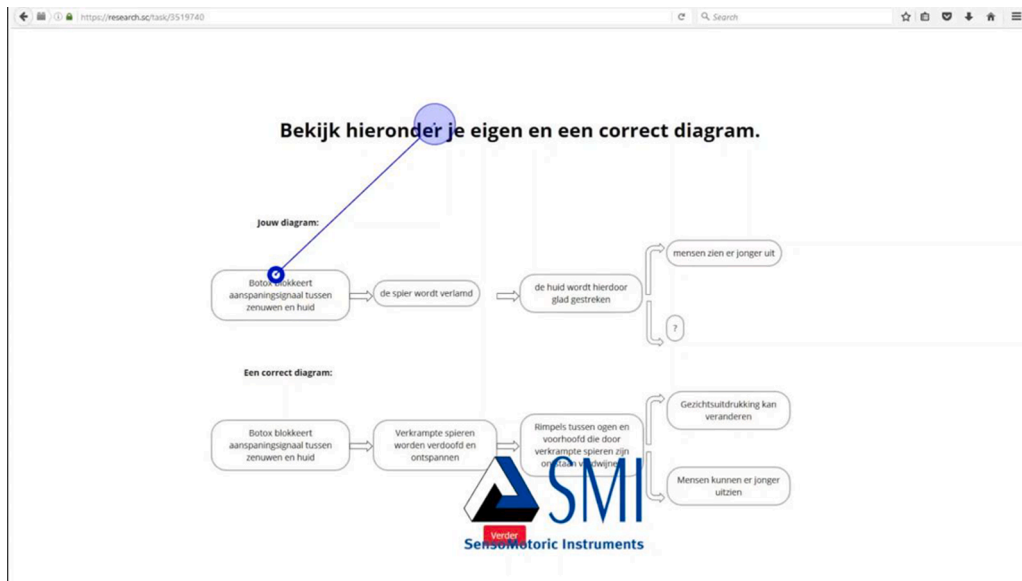 https://research.sc/task/3519740
Search
Bekijk hieronder je eigen en een correct diagram.
Jouw diagram:
Botox blokkeert
aanspaningsignaal tussen
zenuwen en huid
de spier wordt verlamd
de huid wordt hierdoor
glad gestreken
mensen zien er jonger uit
?
Een correct diagram:
Botox blokkeert
aanspaningsignaal tussen
zenuwen en huid
Verkrampte spieren
worden verdoofd en
ontspannen
Rimpels tussen ogen en
voorhoofd die door
verkrampte spieren zijn
ontstaan verdwijnen
Gezichtsuitdrukking kan
veranderen
Mensen kunnen er jonger
uitzien
SMI
Verder
SensoMotoric Instruments